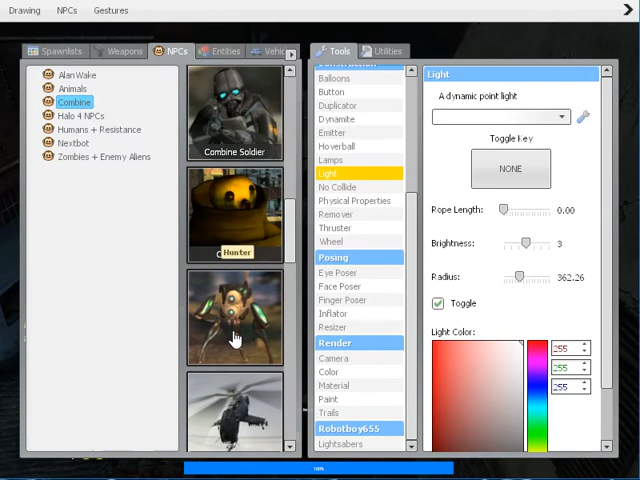 Drawing NPCs Gestures
Spawnlists Weapons NPCs Entities Vehic
Alan Wake
Animals
Combine
Halo 4 NPCs
Humans + Resistance
Nextbot
Zombies + Enemy Aliens
Combine Soldier
Hunter
Tools Utilities
Construction
Balloons
Button
Duplicator
Dynamite
Emitter
Hoverball
Lamps
Light
No Collide
Physical Properties
Remover
Thruster
Wheel
Posing
Eye Poser
Face Poser
Finger Poser
Inflator
Resizer
Render
Camera
Color
Material
Paint
Trails
Robotboy655
Lightsabers
Light
A dynamic point light
Toggle Key
NONE
Rope Length: 0.00
Brightness: 3
Radius: 362.26
Toggle
Light Color:
255
255
255
100%